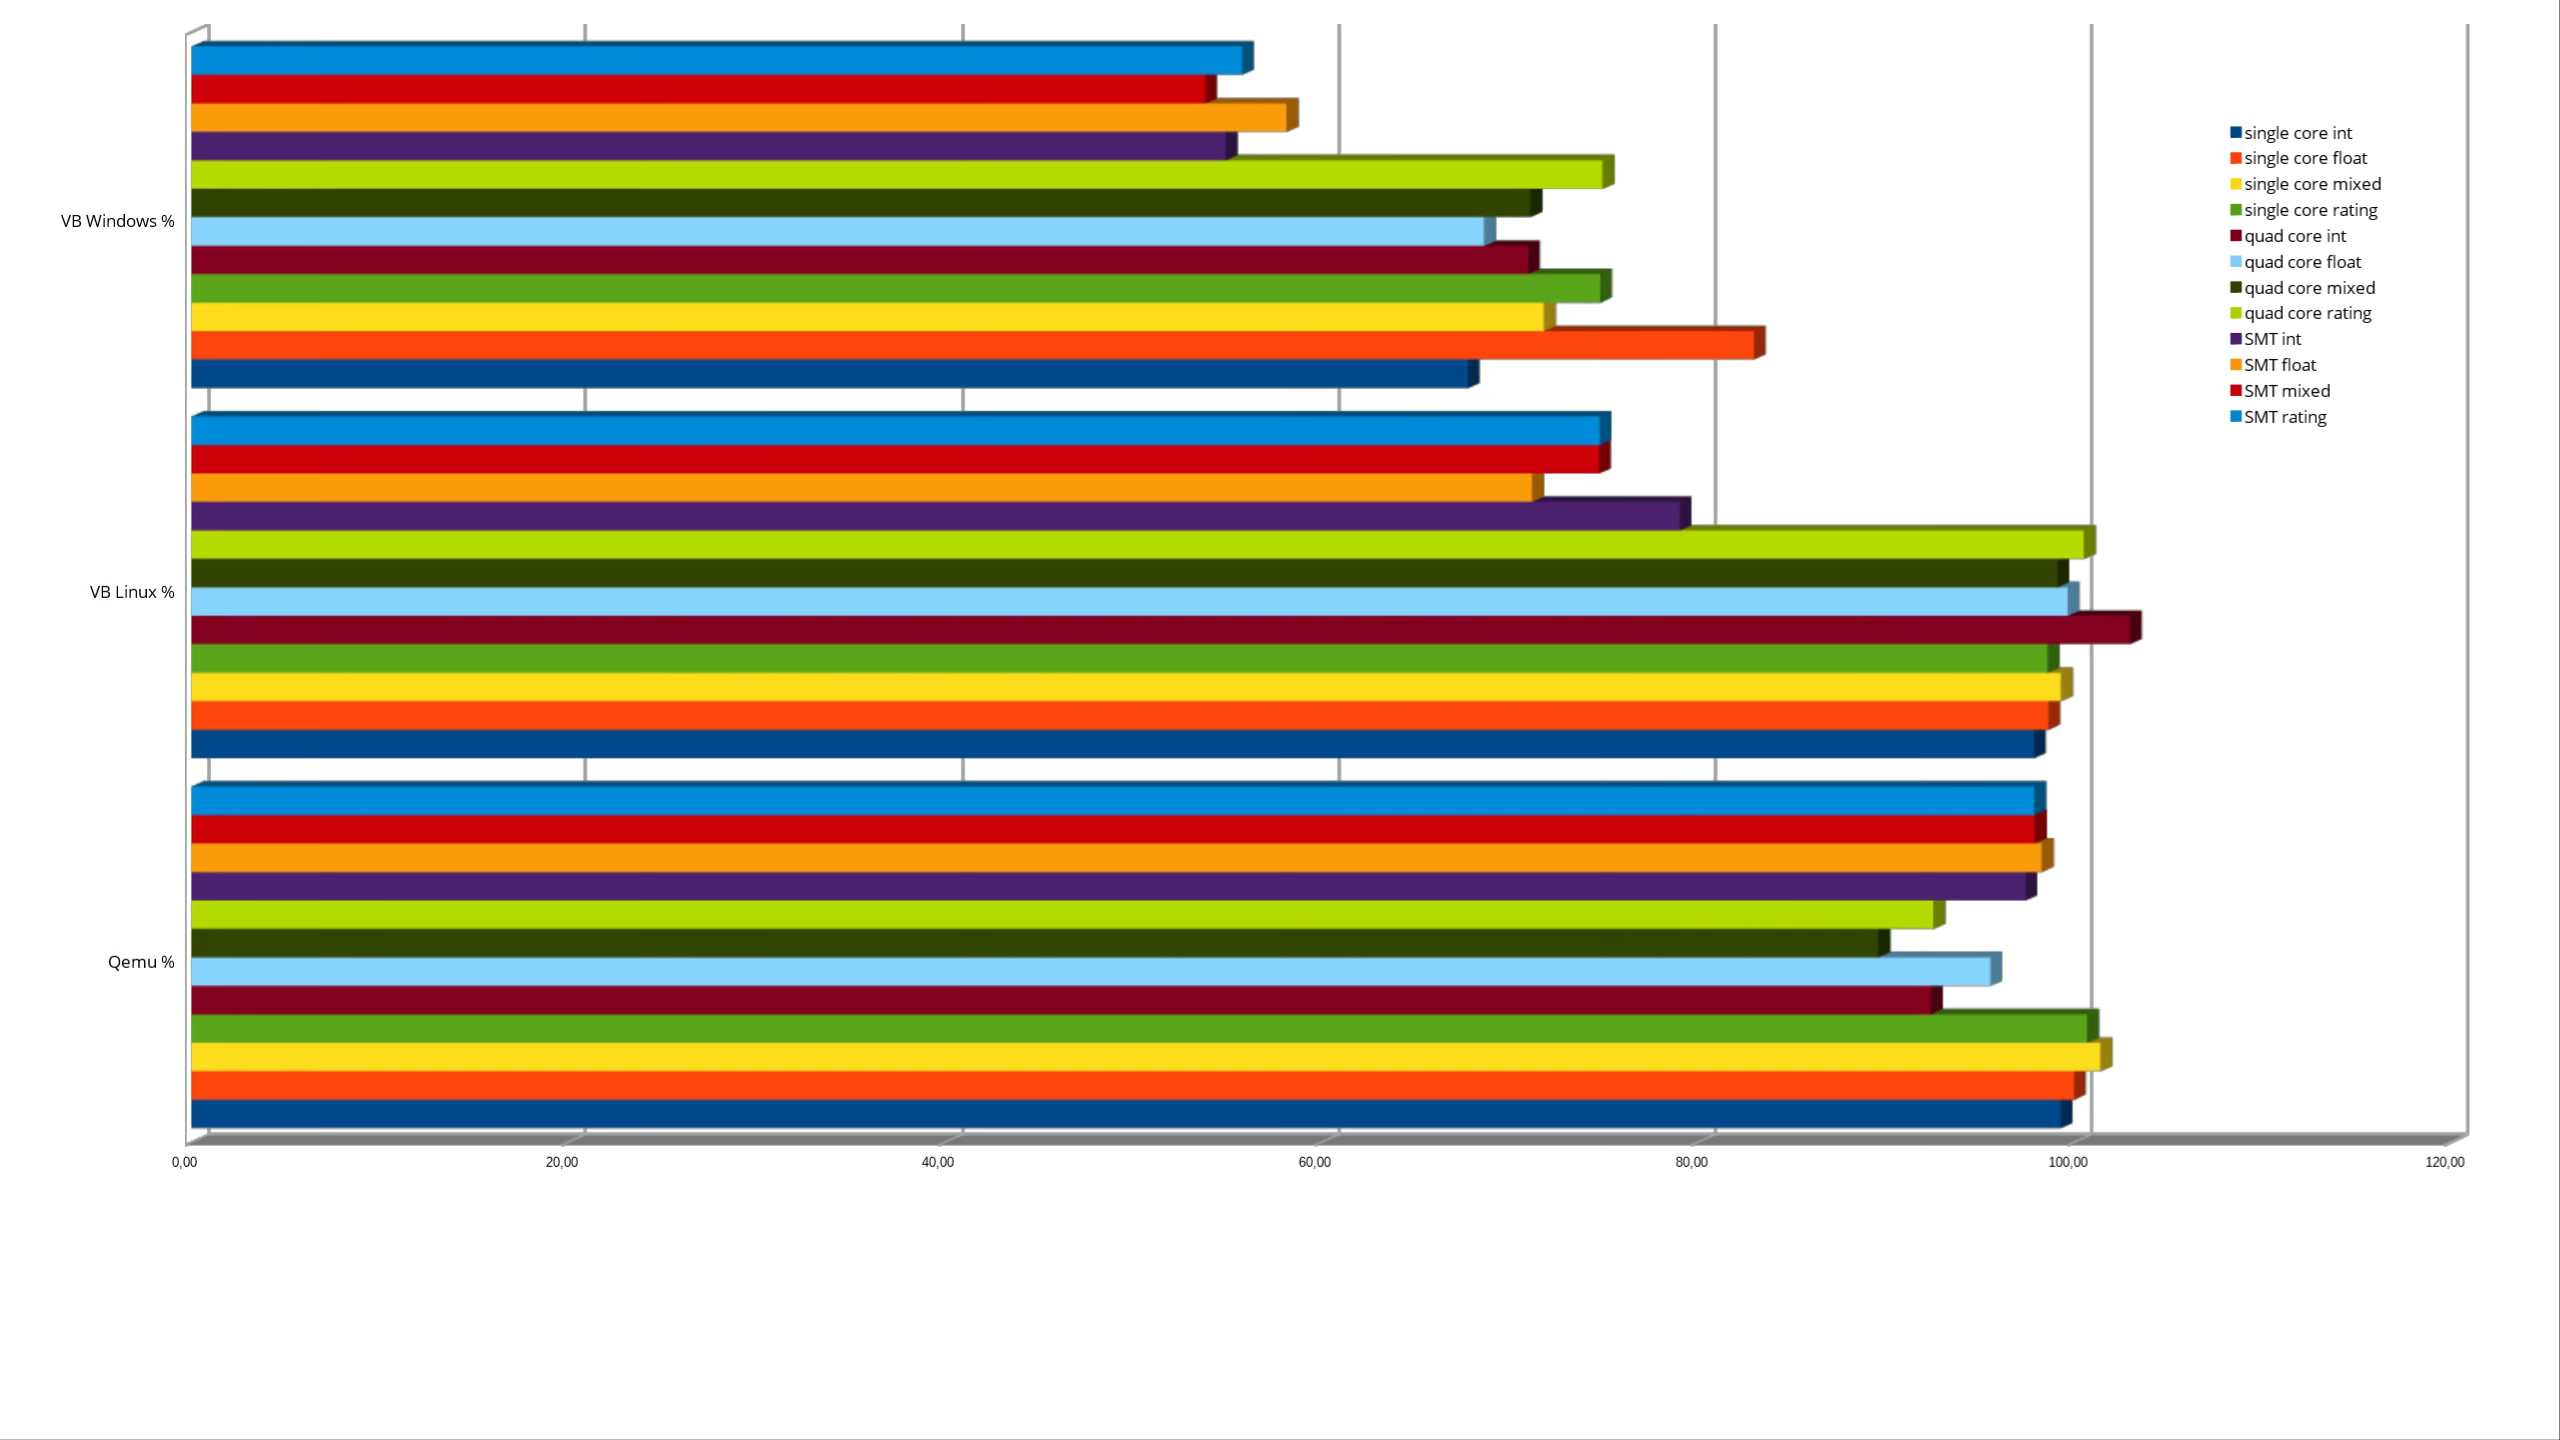 VB Windows %
VB Linux %
Qemu %
0,00
20,00
40,00
60,00
80,00
100,00
120,00
single core int
single core float
single core mixed
single core rating
quad core int
quad core float
quad core mixed
quad core rating
SMT int
SMT float
SMT mixed
SMT rating